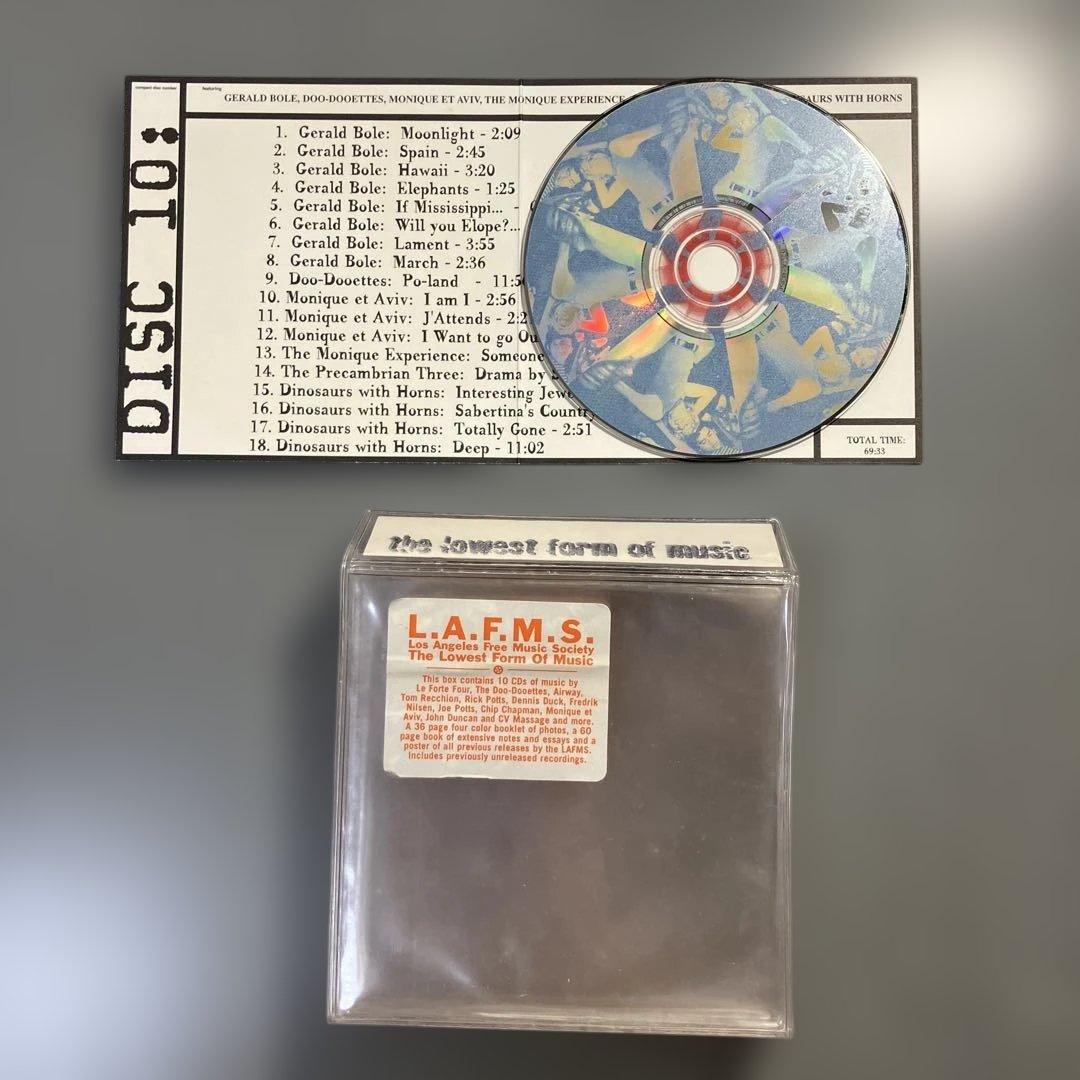 compact disc number
featuring
GERALD BOLE, DOO-DOOETTES, MONIQUE ET AVIV, THE MONIQUE EXPERIENCE
WITH HORNS
DISC 10:
1. Gerald Bole: Moonlight - 2:09
2. Gerald Bole: Spain - 2:45
3. Gerald Bole: Hawaii - 3:20
4. Gerald Bole: Elephants - 1:25
5. Gerald Bole: If Mississippi... -
6. Gerald Bole: Will you Elope?...
7. Gerald Bole: Lament - 3:55
8. Gerald Bole: March - 2:36
9. Doo-Dooettes: Po-land -
10. Monique et Aviv: I am I - 2:56
11. Monique et Aviv: J'Attends -
12. Monique et Aviv: I Want to go
13. The Monique Experience: Someone
14. The Precambrian Three: Drama by
15. Dinosaurs with Horns: Interesting
16. Dinosaurs with Horns: Sabertina's Country
17. Dinosaurs with Horns: Totally Gone - 2:51
18. Dinosaurs with Horns: Deep - 11:02
TOTAL TIME:
69:33
the lowest form of music
L.A.F.M.S.
Los Angeles Free Music Society
The Lowest Form Of Music
This box contains 10 CDs of music by
Le Forte Four, The Doo-Dooettes, Airway,
Tom Recchion, Rick Potts, Dennis Duck, Fredrik
Nilsen, Joe Potts, Chip Chapman, Monique et
Aviv, John Duncan and CV Massage and more.
A 36 page four color booklet of photos, a 60
page book of extensive notes and essays and a
poster of all previous releases by the LAFMS.
Includes previously unreleased recordings.